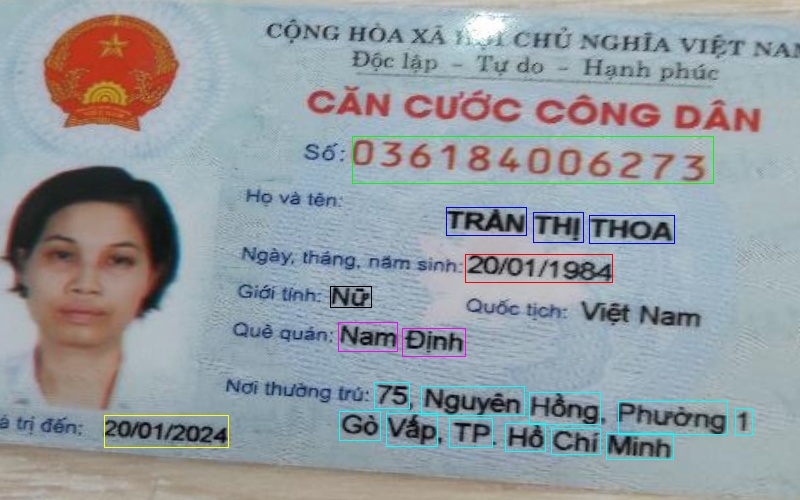 CỘNG HÒA XÃ HỘI CHỦ NGHĨA VIỆT NAM
Độc lập - Tự do - Hạnh phúc
CĂN CƯỚC CÔNG DÂN
Số: 036184006273
Họ và tên:
TRẦN THỊ THOA
Ngày, tháng, năm sinh: 20/01/1984
Giới tính: Nữ Quốc tịch: Việt Nam
Quê quán: Nam Định
Nơi thường trú: 75, Nguyên Hồng, Phường 1
Gò Vấp, TP. Hồ Chí Minh
trị đến: 20/01/2024